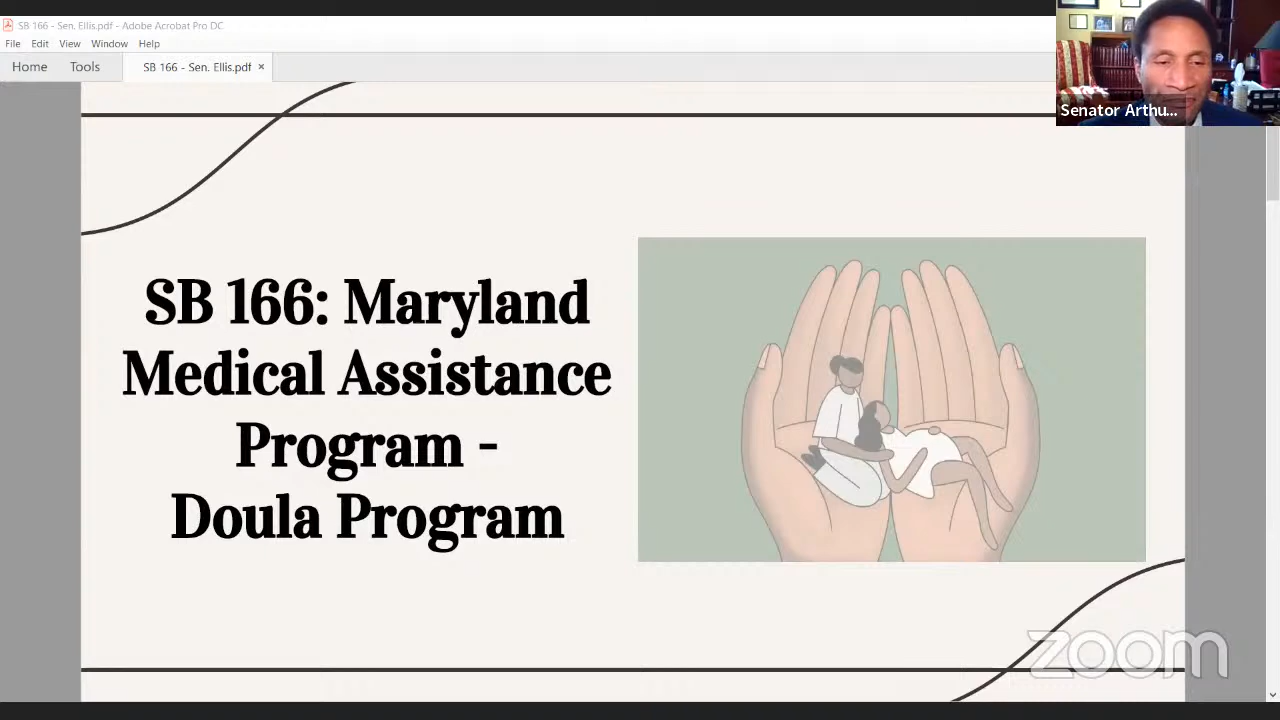 SB 166 - Sen. Ellis.pdf - Adobe Acrobat Pro DC
File Edit View Window Help
Home Tools SB 166 - Sen. Ellis.pdf ×
Senator Arthu...
SB 166: Maryland
Medical Assistance
Program -
Doula Program
zoom